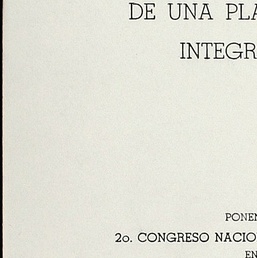 DE UNA PLA
INTEGR
PONEN
2o. CONGRESO NACIO
EN